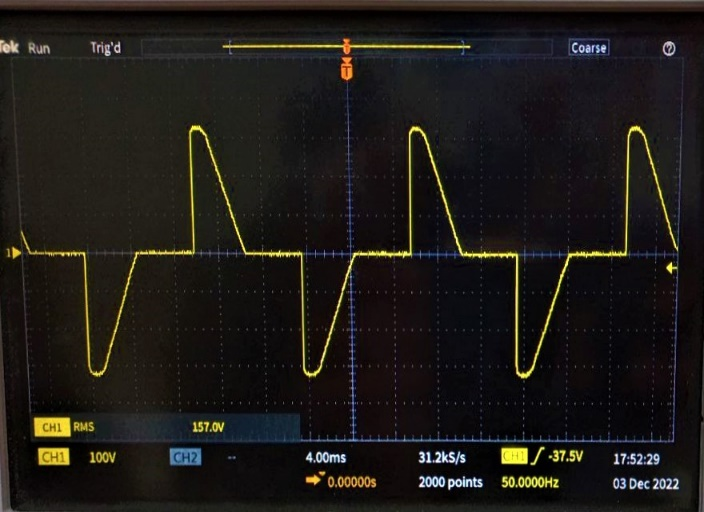 Tek Run Trig'd Coarse ?
T
1
CH1 RMS 157.0V
CH1 100V CH2 -- 4.00ms 31.2kS/s CH1 -37.5V 17:52:29
0.00000s 2000 points 50.0000Hz 03 Dec 2022